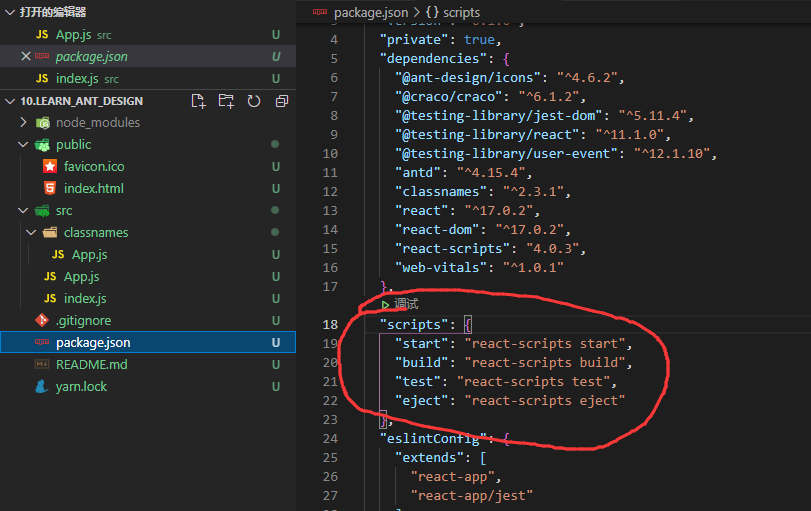 打开的编辑器
JS App.js src U
package.json U
JS index.js src U
10.LEARN_ANT_DESIGN
node_modules
public
favicon.ico U
index.html U
src
classnames
JS App.js U
JS App.js U
JS index.js U
.gitignore U
package.json U
README.md U
yarn.lock U
package.json > {} scripts
4 "private": true,
5 "dependencies": {
6 "@ant-design/icons": "^4.6.2",
7 "@craco/craco": "^6.1.2",
8 "@testing-library/jest-dom": "^5.11.4",
9 "@testing-library/react": "^11.1.0",
10 "@testing-library/user-event": "^12.1.10",
11 "antd": "^4.15.4",
12 "classnames": "^2.3.1",
13 "react": "^17.0.2",
14 "react-dom": "^17.0.2",
15 "react-scripts": "4.0.3",
16 "web-vitals": "^1.0.1"
17 },
调试
18 "scripts": {
19 "start": "react-scripts start",
20 "build": "react-scripts build",
21 "test": "react-scripts test",
22 "eject": "react-scripts eject"
23 },
24 "eslintConfig": {
25 "extends": [
26 "react-app",
27 "react-app/jest"